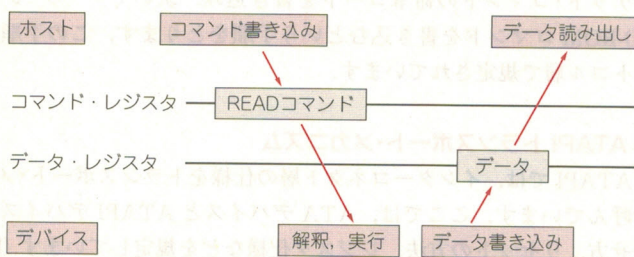 ホスト コマンド書き込み データ読み出し
コマンド・レジスタ READコマンド
データ・レジスタ データ
デバイス 解釈,実行 データ書き込み